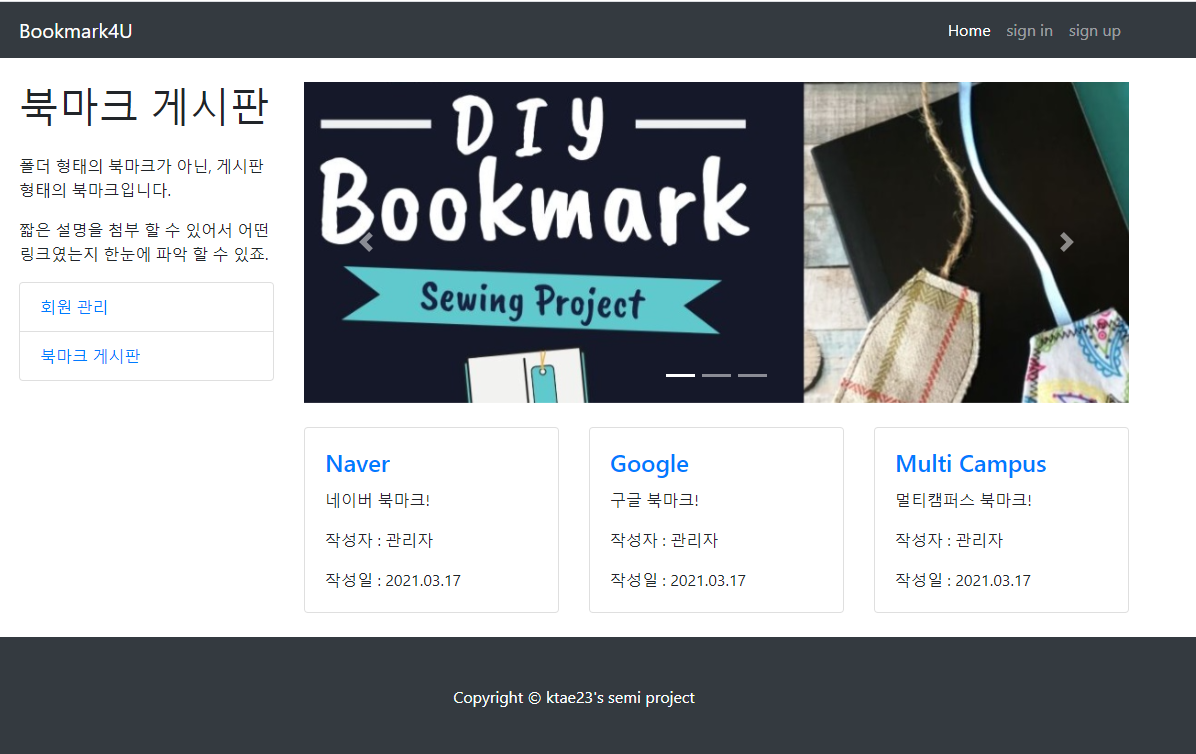 Bookmark4U
Home sign in sign up
북마크 게시판
폴더 형태의 북마크가 아닌, 게시판
형태의 북마크입니다.
짧은 설명을 첨부 할 수 있어서 어떤
링크였는지 한눈에 파악 할 수 있죠.
회원 관리
북마크 게시판
DIY
Bookmark
Sewing Project
Naver
네이버 북마크!
작성자 : 관리자
작성일 : 2021.03.17
Google
구글 북마크!
작성자 : 관리자
작성일 : 2021.03.17
Multi Campus
멀티캠퍼스 북마크!
작성자 : 관리자
작성일 : 2021.03.17
Copyright © ktae23's semi project